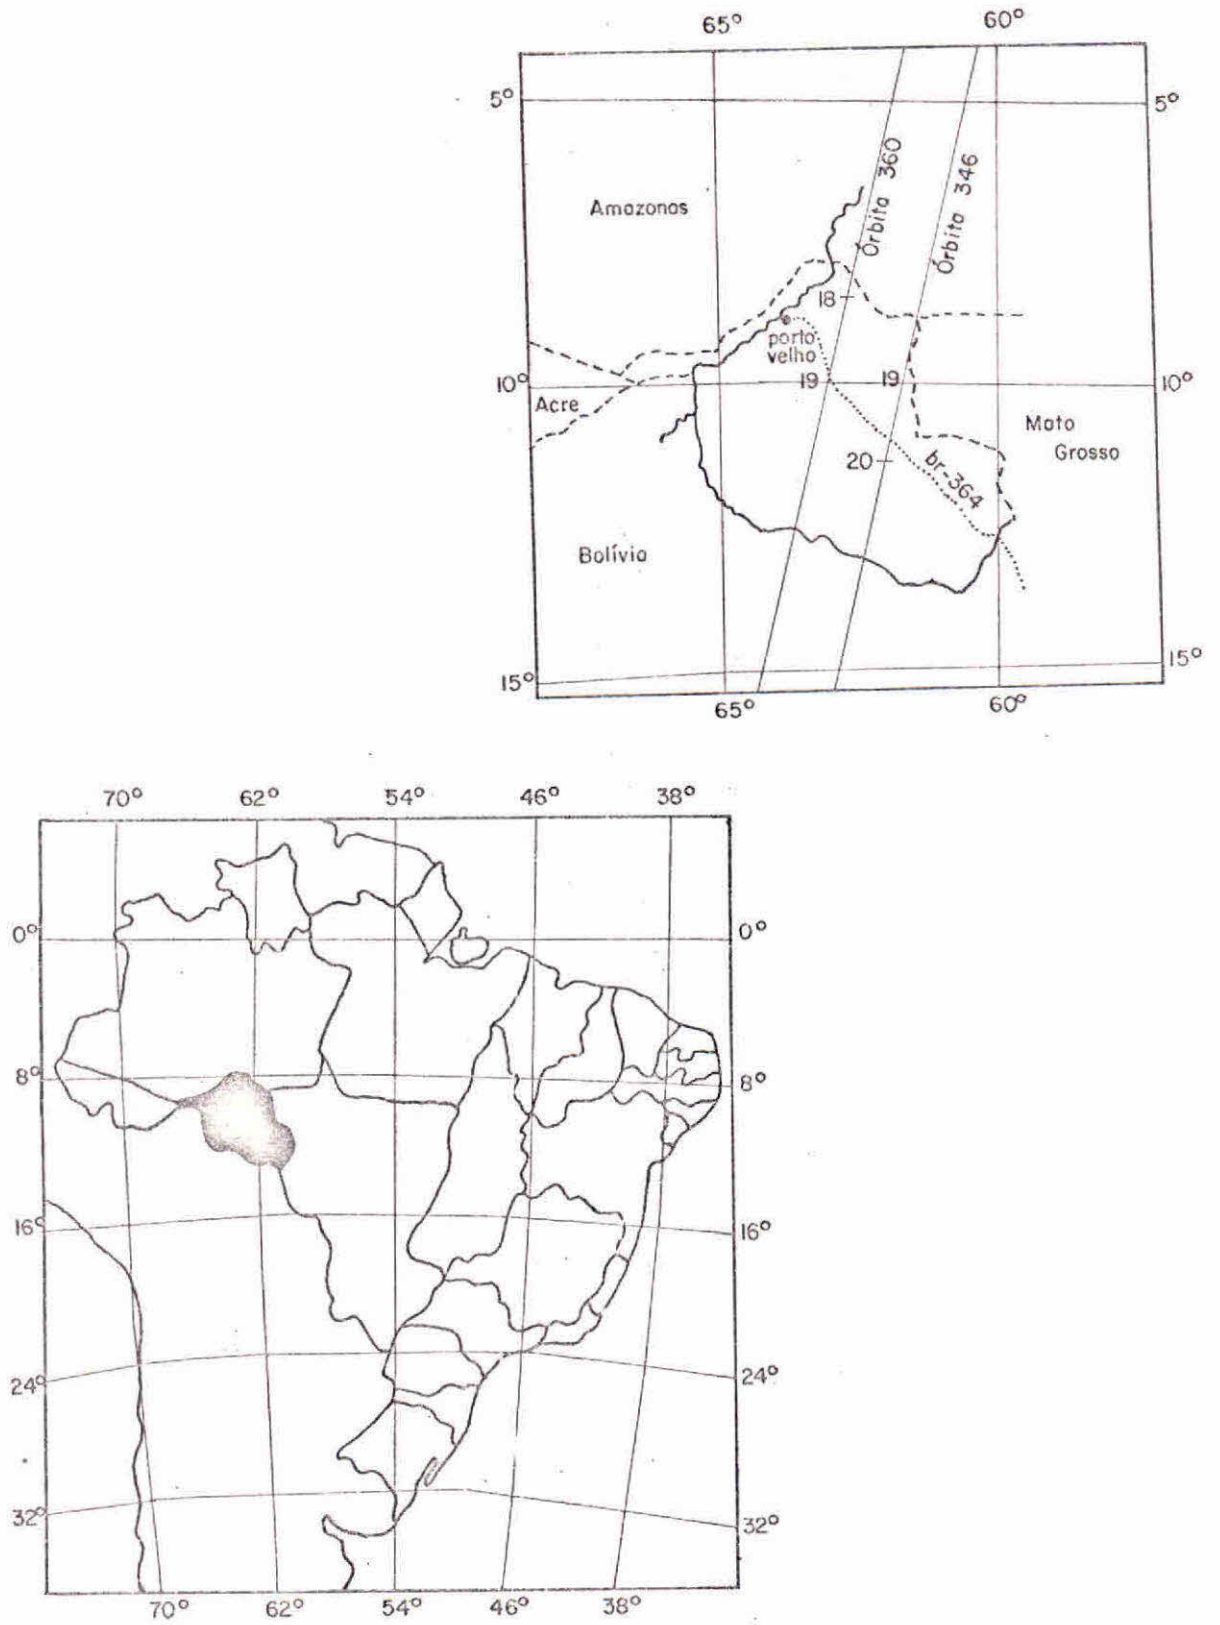 65° 60°
5° 5°
Amazonas
Órbita 360
Órbita 346
18
porto
velho
10° 19 19 10°
Acre
Mato
Grosso
20
br-364
Bolívia
15° 15°
65° 60°
70° 62° 54° 46° 38°
0° 0°
8° 8°
16° 16°
24° 24°
32° 32°
70° 62° 54° 46° 38°